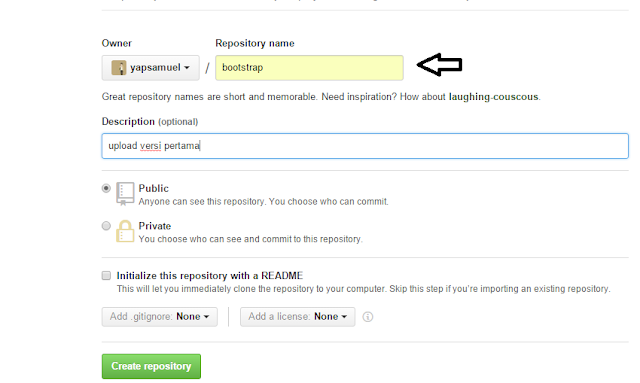 Owner Repository name
yapsamuel / bootstrap
Great repository names are short and memorable. Need inspiration? How about laughing-couscous.
Description (optional)
upload versi pertama
Public
Anyone can see this repository. You choose who can commit.
Private
You choose who can see and commit to this repository.
Initialize this repository with a README
This will let you immediately clone the repository to your computer. Skip this step if you're importing an existing repository.
Add .gitignore: None Add a license: None
Create repository